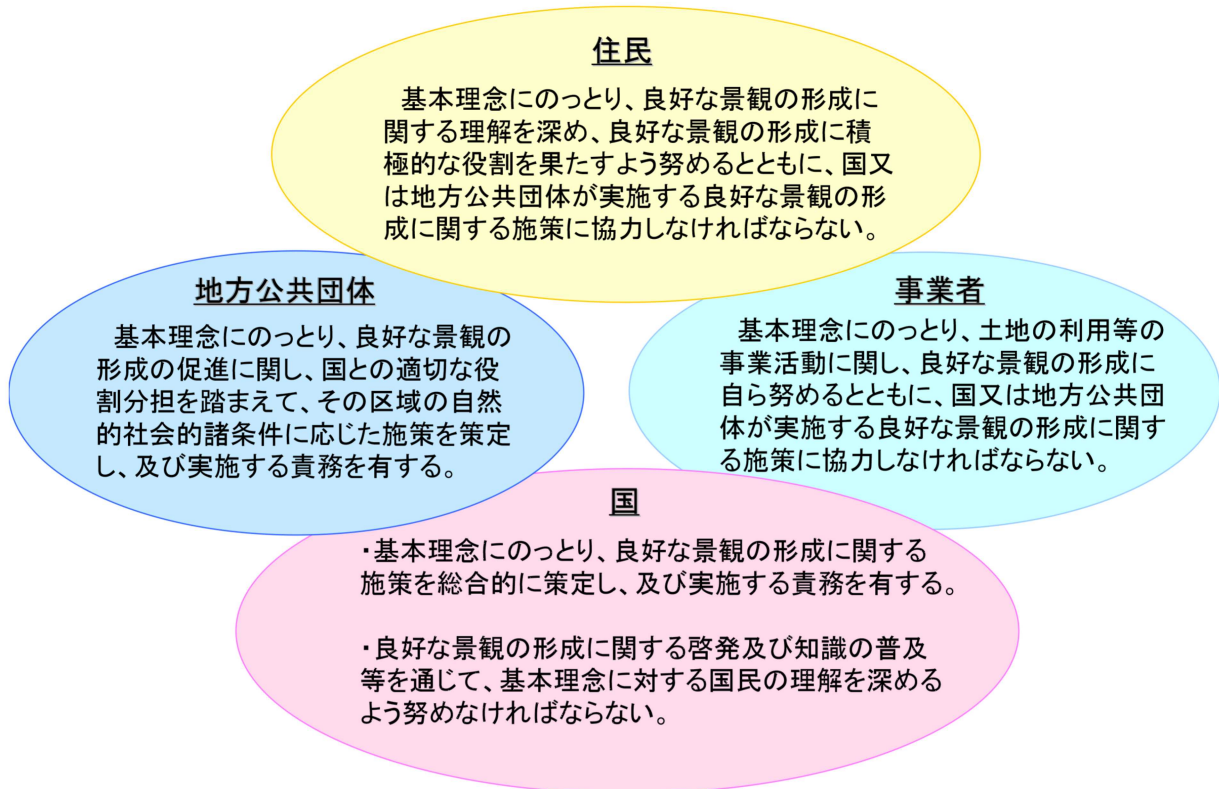 住民
基本理念にのっとり、良好な景観の形成に
関する理解を深め、良好な景観の形成に積
極的な役割を果たすよう努めるとともに、国又
は地方公共団体が実施する良好な景観の形
成に関する施策に協力しなければならない。
地方公共団体
基本理念にのっとり、良好な景観の
形成の促進に関し、国との適切な役
割分担を踏まえて、その区域の自然
的社会的諸条件に応じた施策を策定
し、及び実施する責務を有する。
事業者
基本理念にのっとり、土地の利用等の
事業活動に関し、良好な景観の形成に
自ら努めるとともに、国又は地方公共団
体が実施する良好な景観の形成に関す
る施策に協力しなければならない。
国
・基本理念にのっとり、良好な景観の形成に関する
施策を総合的に策定し、及び実施する責務を有する。
・良好な景観の形成に関する啓発及び知識の普及
等を通じて、基本理念に対する国民の理解を深める
よう努めなければならない。